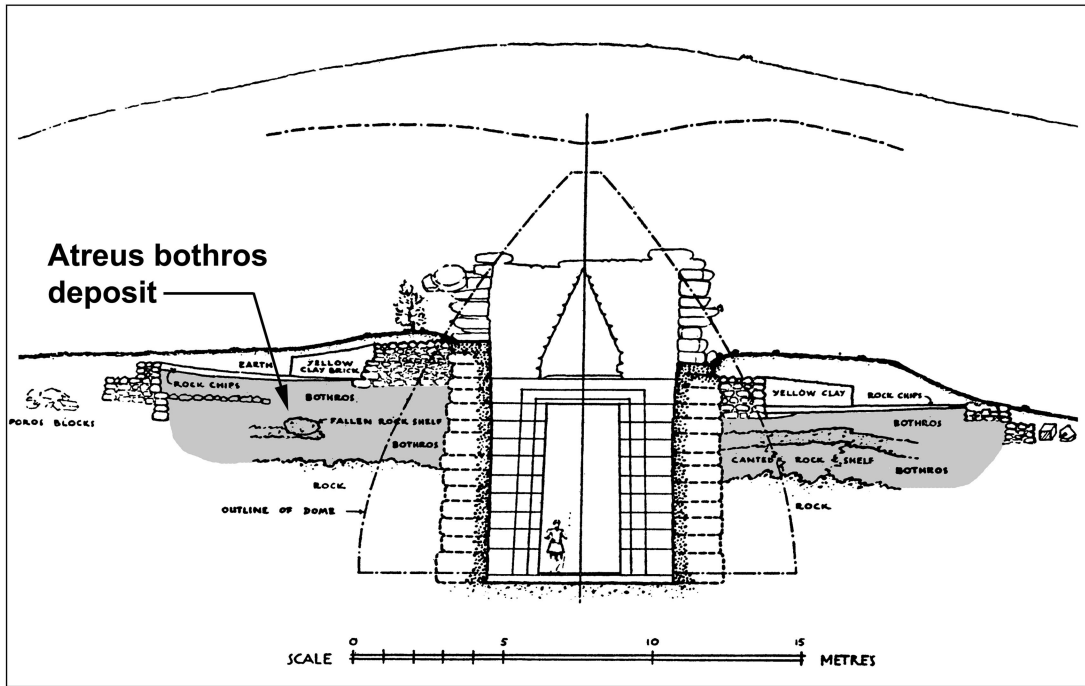 Atreus bothros
deposit
EARTH
YELLOW
CLAY BRICK
ROCK CHIPS
BOTHROS.
FALLEN ROCK SHELF
BOTHROS
POROS BLOCKS
ROCK
OUTLINE OF DOME
YELLOW CLAY
ROCK CHIPS
BOTHROS
CANTED ROCK SHELF
BOTHROS
ROCK
0 5 10 15
SCALE METRES